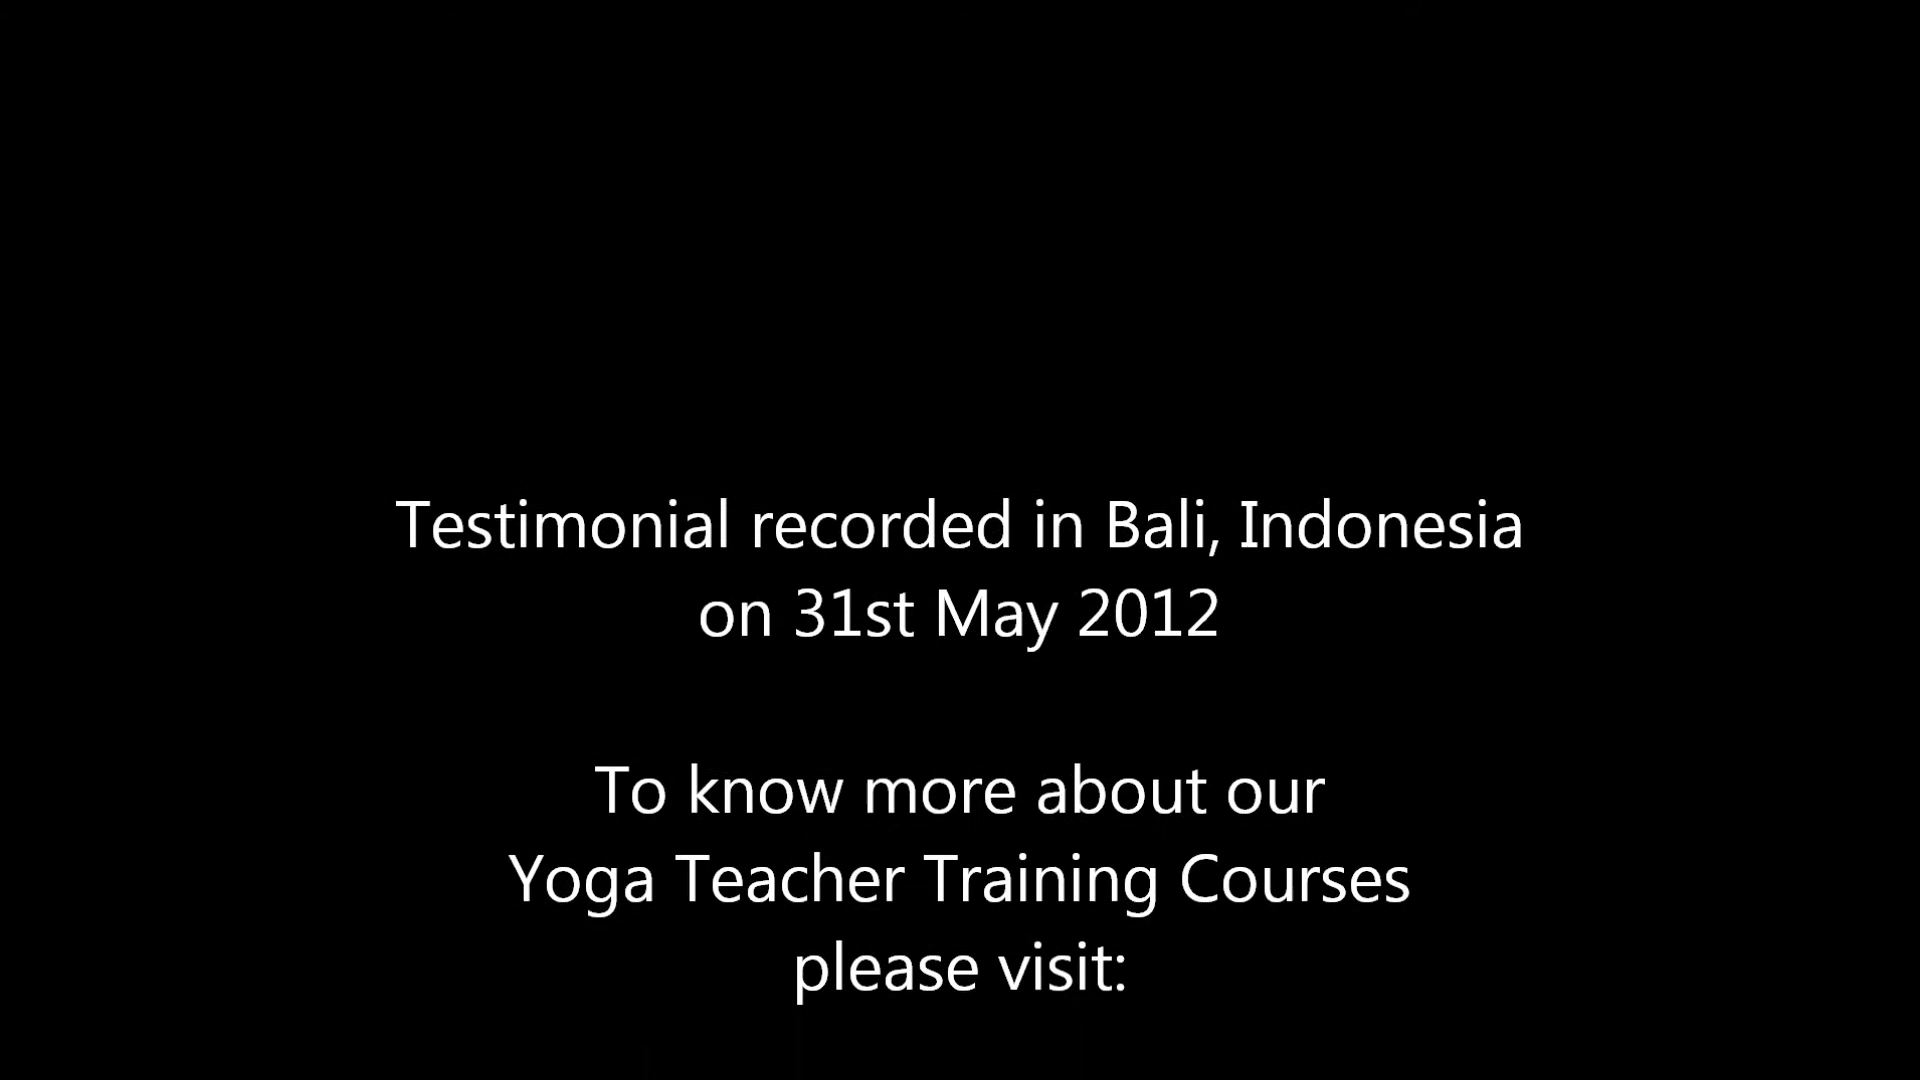 Testimonial recorded in Bali, Indonesia
on 31st May 2012
To know more about our
Yoga Teacher Training Courses
please visit: